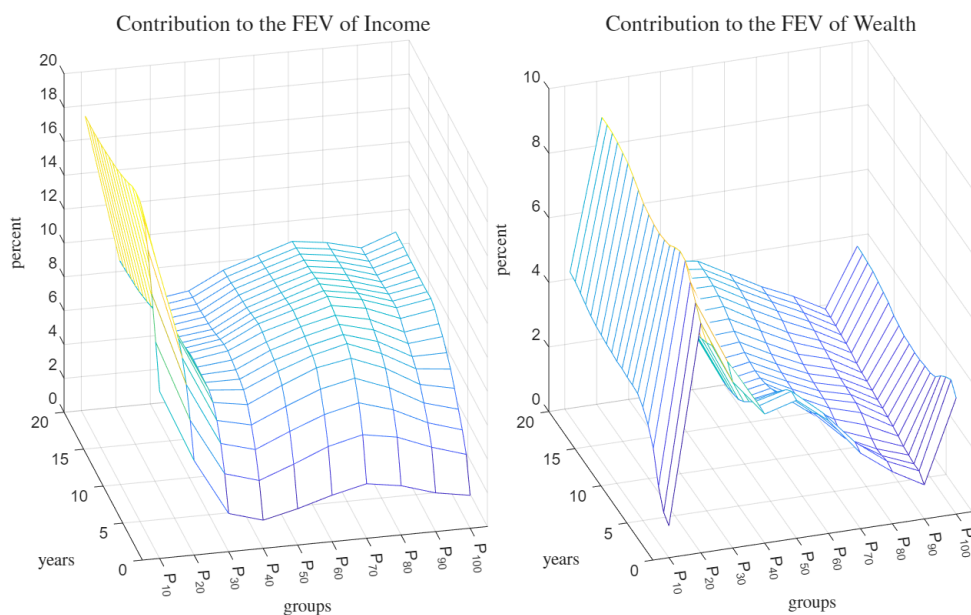 Contribution to the FEV of Income
20
18
16
14
12
10
8
6
4
2
0
percent
20
15
10
5
0
years
P10
P20
P30
P40
P50
P60
P70
P80
P90
P100
groups
Contribution to the FEV of Wealth
10
8
6
4
2
0
percent
20
15
10
5
0
years
P10
P20
P30
P40
P50
P60
P70
P80
P90
P100
groups